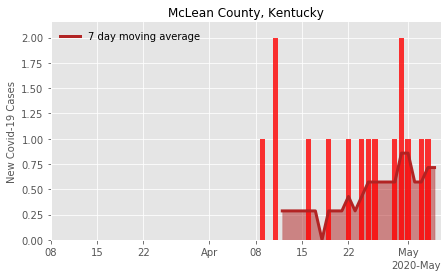 McLean County, Kentucky
7 day moving average
New Covid-19 Cases
2.00
1.75
1.50
1.25
1.00
0.75
0.50
0.25
0.00
08 15 22 Apr 08 15 22 May
2020-May